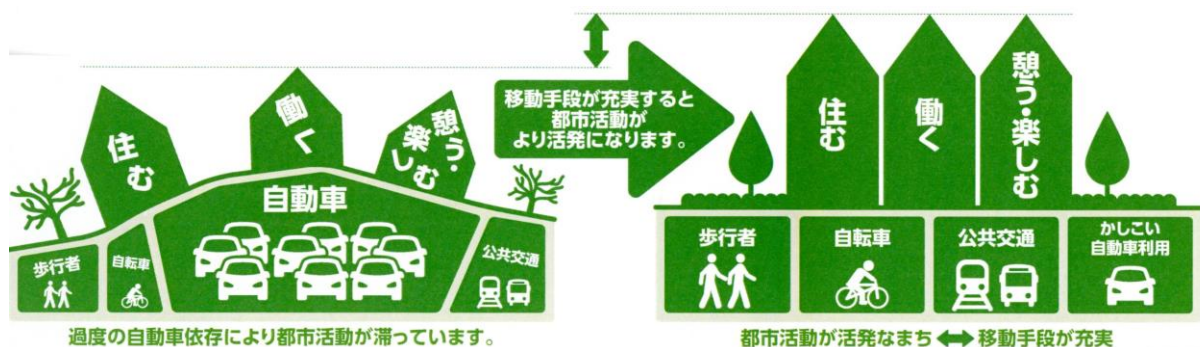 住む
働く
憩う・
楽しむ
自動車
歩行者
自転車
公共交通
過度の自動車依存により都市活動が滞っています。
移動手段が充実すると
都市活動が
より活発になります。
住む
働く
憩う・楽しむ
歩行者
自転車
公共交通
かしこい
自動車利用
都市活動が活発なまち ↔ 移動手段が充実